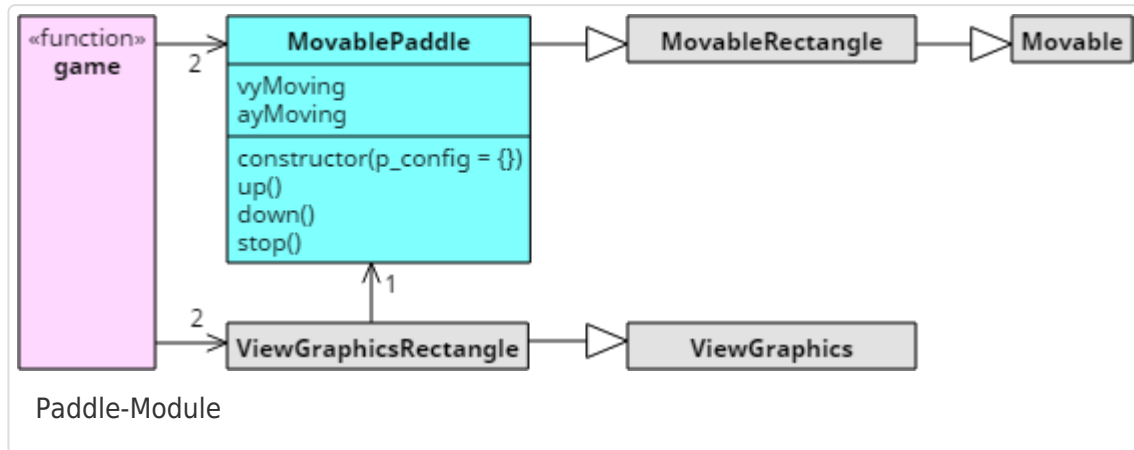 «function»
game
2
MovablePaddle
vyMoving
ayMoving
constructor(p_config = {})
up()
down()
stop()
MovableRectangle
Movable
1
2
ViewGraphicsRectangle
ViewGraphics
Paddle-Module